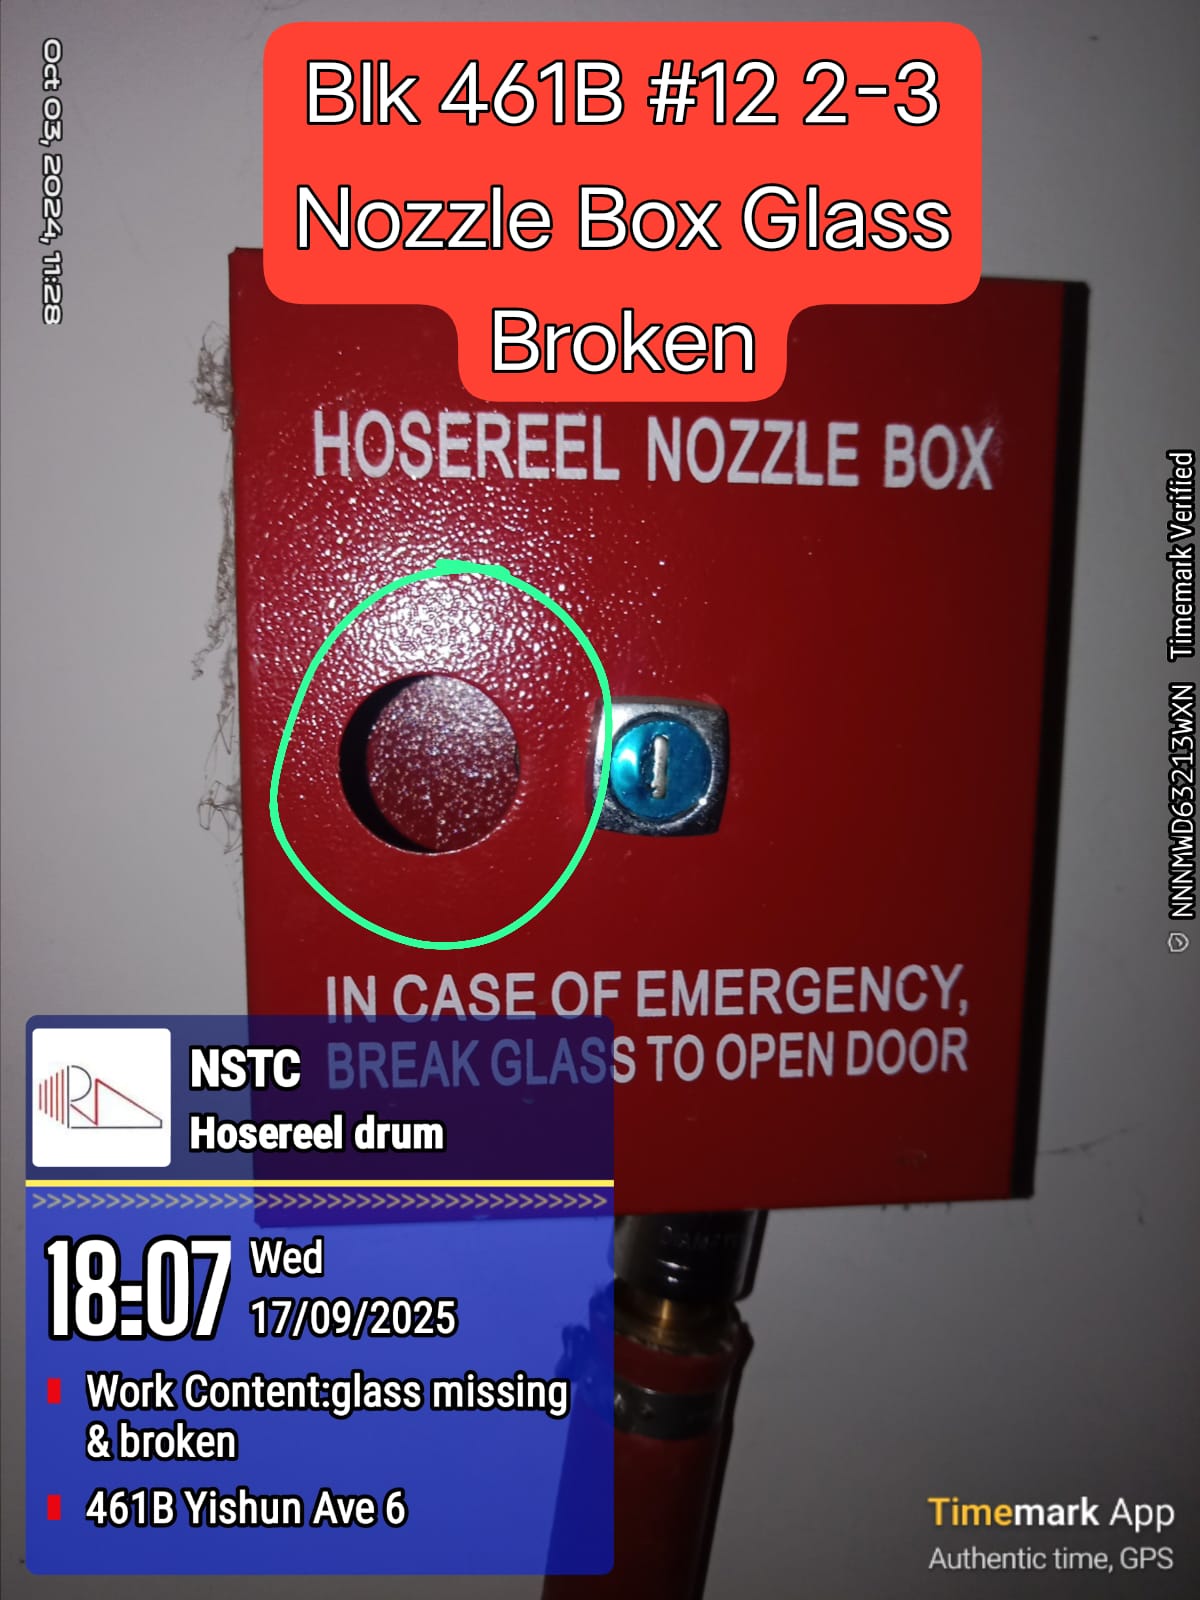 Blk 461B #12 2-3
Nozzle Box Glass
Broken
Oct 03, 2024, 11:28
HOSEREEL NOZZLE BOX
IN CASE OF EMERGENCY,
BREAK GLASS TO OPEN DOOR
NSTC
Hosereel drum
>>>>>>>>>>>>>>>>>>>>>>>>>>>>>>>>>>>>>>>
18:07
Wed
17/09/2025
Work Content:glass missing
& broken
461B Yishun Ave 6
NNNMWD63213WXN Timemark Verified
Timemark App
Authentic time, GPS